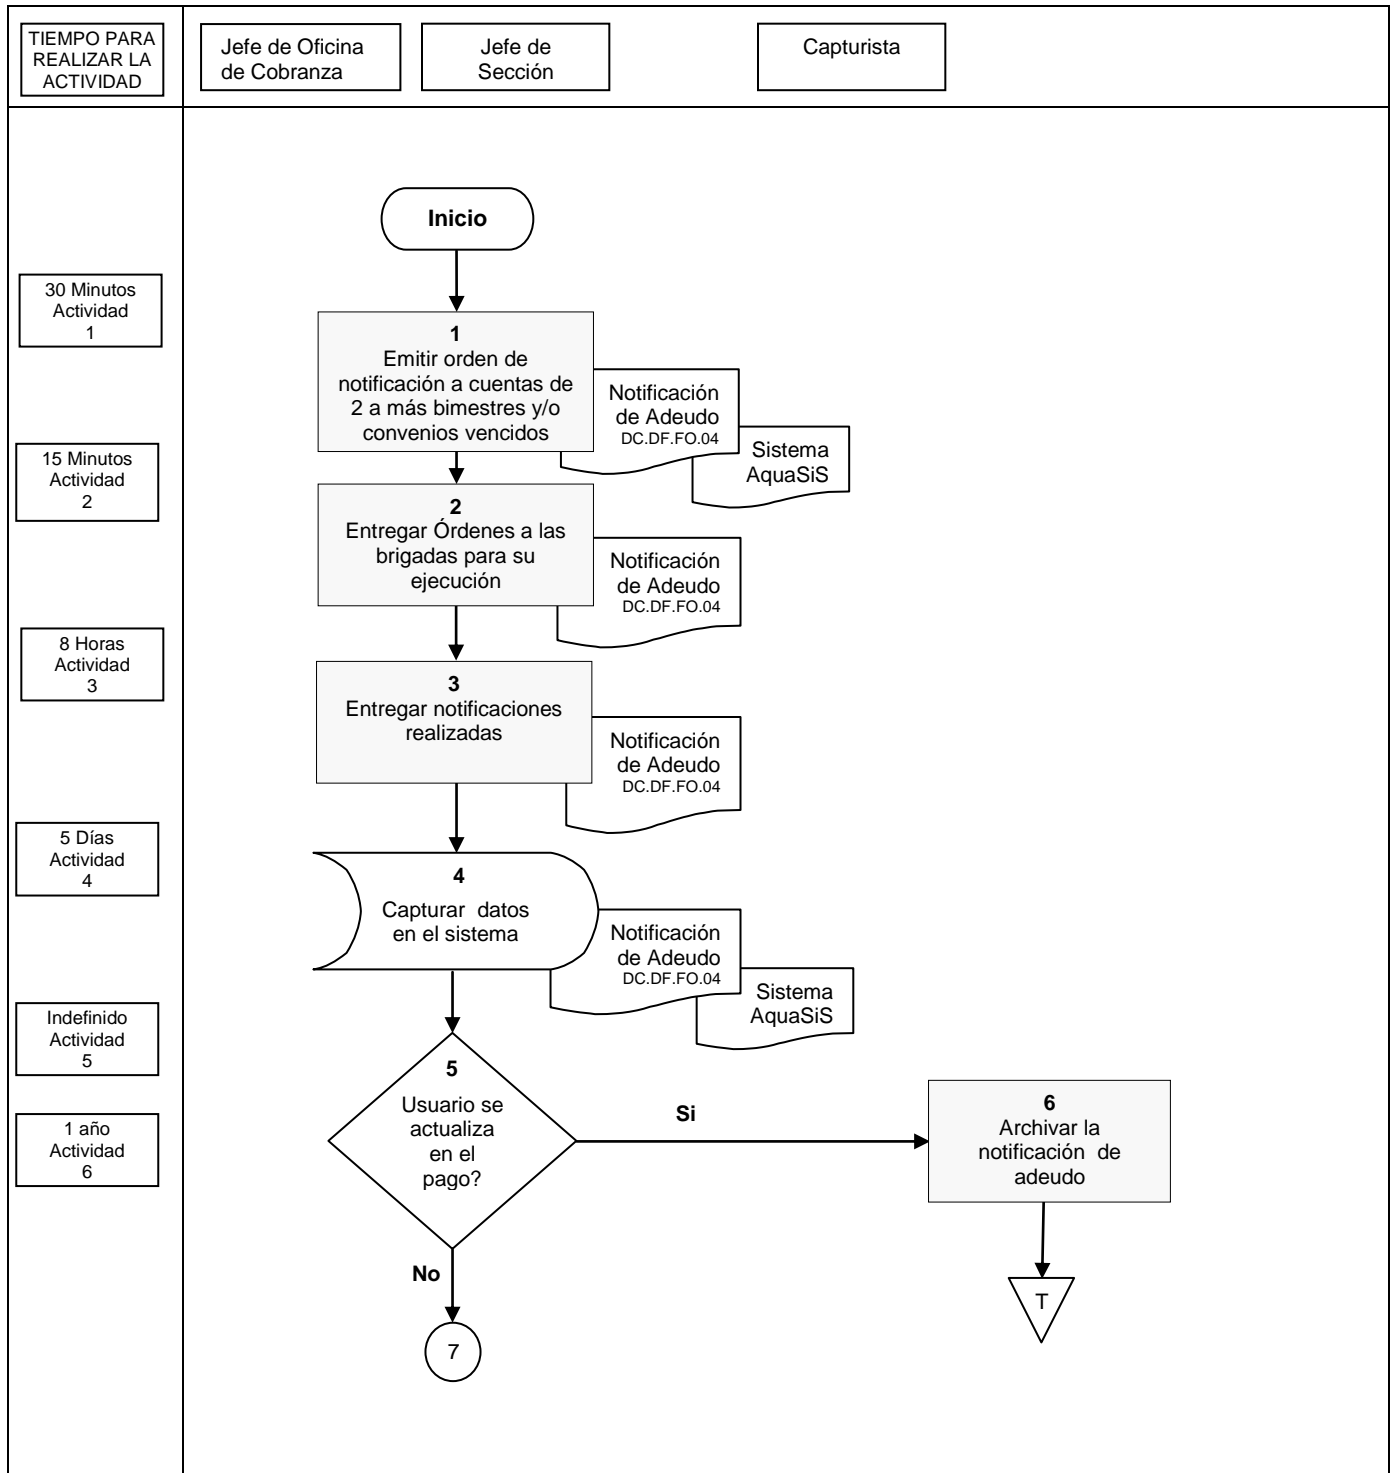 TIEMPO PARA
REALIZAR LA
ACTIVIDAD
Jefe de Oficina
de Cobranza
Jefe de
Sección
Capturista
Inicio
30 Minutos
Actividad
1
1
Emitir orden de
notificación a cuentas de
2 a más bimestres y/o
convenios vencidos
Notificación
de Adeudo
DC.DF.FO.04
Sistema
AquaSiS
15 Minutos
Actividad
2
2
Entregar Órdenes a las
brigadas para su
ejecución
Notificación
de Adeudo
DC.DF.FO.04
8 Horas
Actividad
3
3
Entregar notificaciones
realizadas
Notificación
de Adeudo
DC.DF.FO.04
5 Días
Actividad
4
4
Capturar datos
en el sistema
Notificación
de Adeudo
DC.DF.FO.04
Sistema
AquaSiS
Indefinido
Actividad
5
5
Usuario se
actualiza
en el
pago?
Si
No
1 año
Actividad
6
6
Archivar la
notificación de
adeudo
T
7